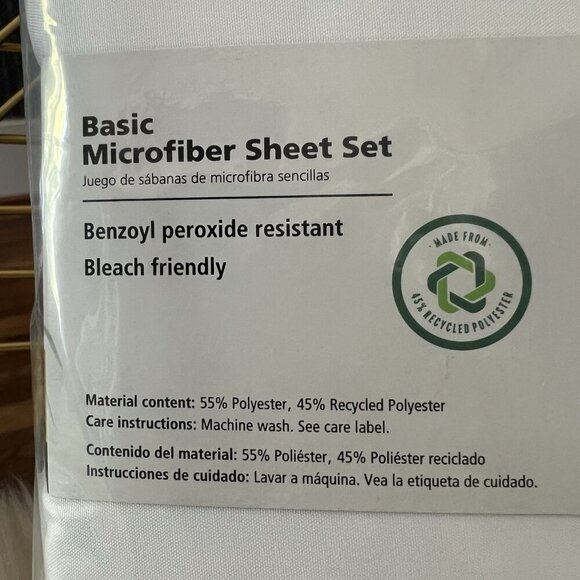 Basic
Microfiber Sheet Set
Juego de sábanas de microfibra sencillas
Benzoyl peroxide resistant
Bleach friendly
· MADE FROM ·
45% RECYCLED POLYESTER
Material content: 55% Polyester, 45% Recycled Polyester
Care instructions: Machine wash. See care label.
Contenido del material: 55% Poliéster, 45% Poliéster reciclado
Instrucciones de cuidado: Lavar a máquina. Vea la etiqueta de cuidado.